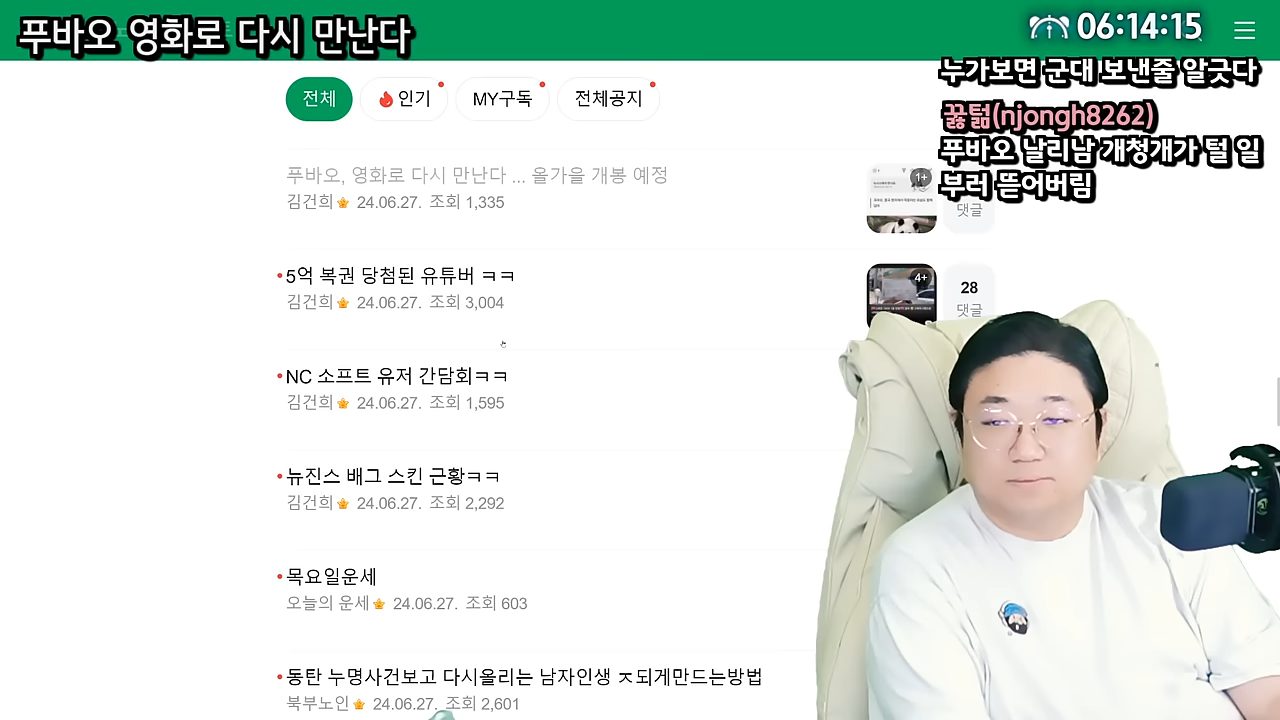 푸바오 영화로 다시 만난다
06:14:15
누가보면 군대 보낸줄 알긋다
꿇텲(njongh8262)
푸바오 날리남 개청개가 털 일
부러 뜯어버림
전체
인기
MY구독
전체공지
푸바오, 영화로 다시 만난다 ... 올가을 개봉 예정
김건희 24.06.27. 조회 1,335
1+
댓글
5억 복권 당첨된 유튜버 ㅋㅋ
김건희 24.06.27. 조회 3,004
4+
28
댓글
NC 소프트 유저 간담회ㅋㅋ
김건희 24.06.27. 조회 1,595
뉴진스 배그 스킨 근황ㅋㅋ
김건희 24.06.27. 조회 2,292
목요일운세
오늘의 운세 24.06.27. 조회 603
동탄 누명사건보고 다시올리는 남자인생 ㅈ되게만드는방법
북부노인 24.06.27. 조회 2,601